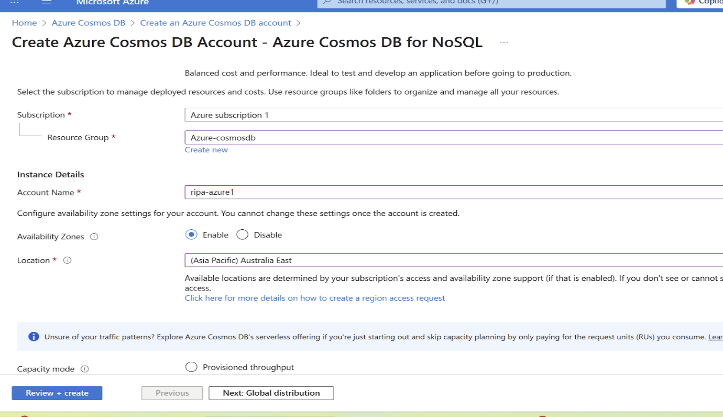 Microsoft Azure
Search resources, services, and docs (G+/)
Copilo
Home > Azure Cosmos DB > Create an Azure Cosmos DB account >
Create Azure Cosmos DB Account - Azure Cosmos DB for NoSQL ...
Balanced cost and performance. Ideal to test and develop an application before going to production.
Select the subscription to manage deployed resources and costs. Use resource groups like folders to organize and manage all your resources.
Subscription *
Azure subscription 1
Resource Group *
Azure-cosmosdb
Create new
Instance Details
Account Name *
ripa-azure1
Configure availability zone settings for your account. You cannot change these settings once the account is created.
Availability Zones
Enable
Disable
Location *
(Asia Pacific) Australia East
Available locations are determined by your subscription's access and availability zone support (if that is enabled). If you don't see or cannot s
access.
Click here for more details on how to create a region access request
Unsure of your traffic patterns? Explore Azure Cosmos DB's serverless offering if you're just starting out and skip capacity planning by only paying for the request units (RUs) you consume. Lear
Capacity mode
Provisioned throughput
Review + create
Previous
Next: Global distribution